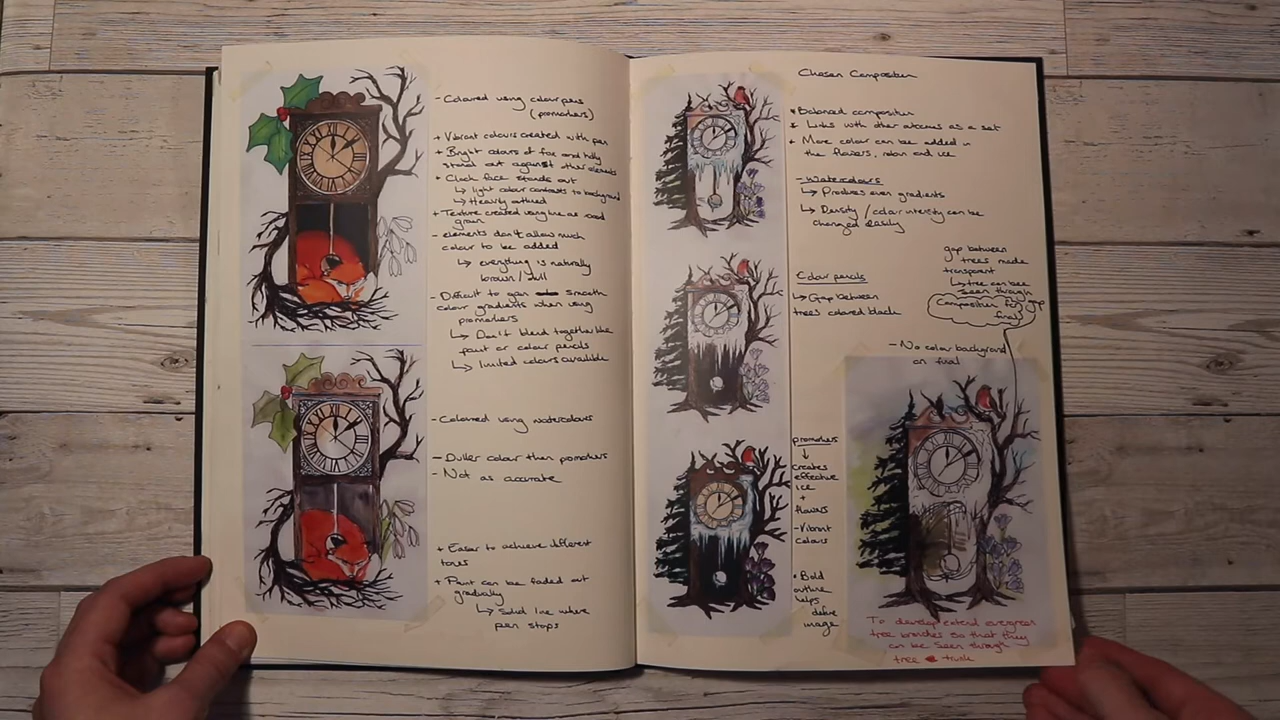 - Coloured using colour pens
(promarkers)
+ Vibrant colours created with pen
+ Bright colours of fox and holly
stand out against other elements
+ Clock face stands out
↳ light colour contrasts to background
↳ Heavily outlined
+ Texture created using line as wood
grain
- elements don't allow much
colour to be added
↳ everything is naturally
brown / dull
- Difficult to gain smooth
colour gradients when using
promarkers
↳ Don't blend together like
paint or colour pencils
↳ limited colours available
- Coloured using watercolours
- Duller colour than promarkers
- Not as accurate
+ Easier to achieve different
tones
+ Paint can be faded out
gradually
↳ Solid line where
pen stops
Chosen Composition
* Balanced composition
* Links with other outcomes as a set
* More colour can be added in
the flowers, robin and ice
- Watercolours
↳ Produces even gradients
↳ Density / colour intensity can be
changed easily
Colour pencils
↳ Gap between
trees colored black
gap between
trees made
transparent
↳ tree can be
seen through
gap
Composition for
final
- No colour background
on final
promarkers
↓
creates
effective
ice
+
flowers
- Vibrant
colours
• Bold
outline
helps
define
image
To develop extend evergreen
tree branches so that they
can be seen through
tree trunk